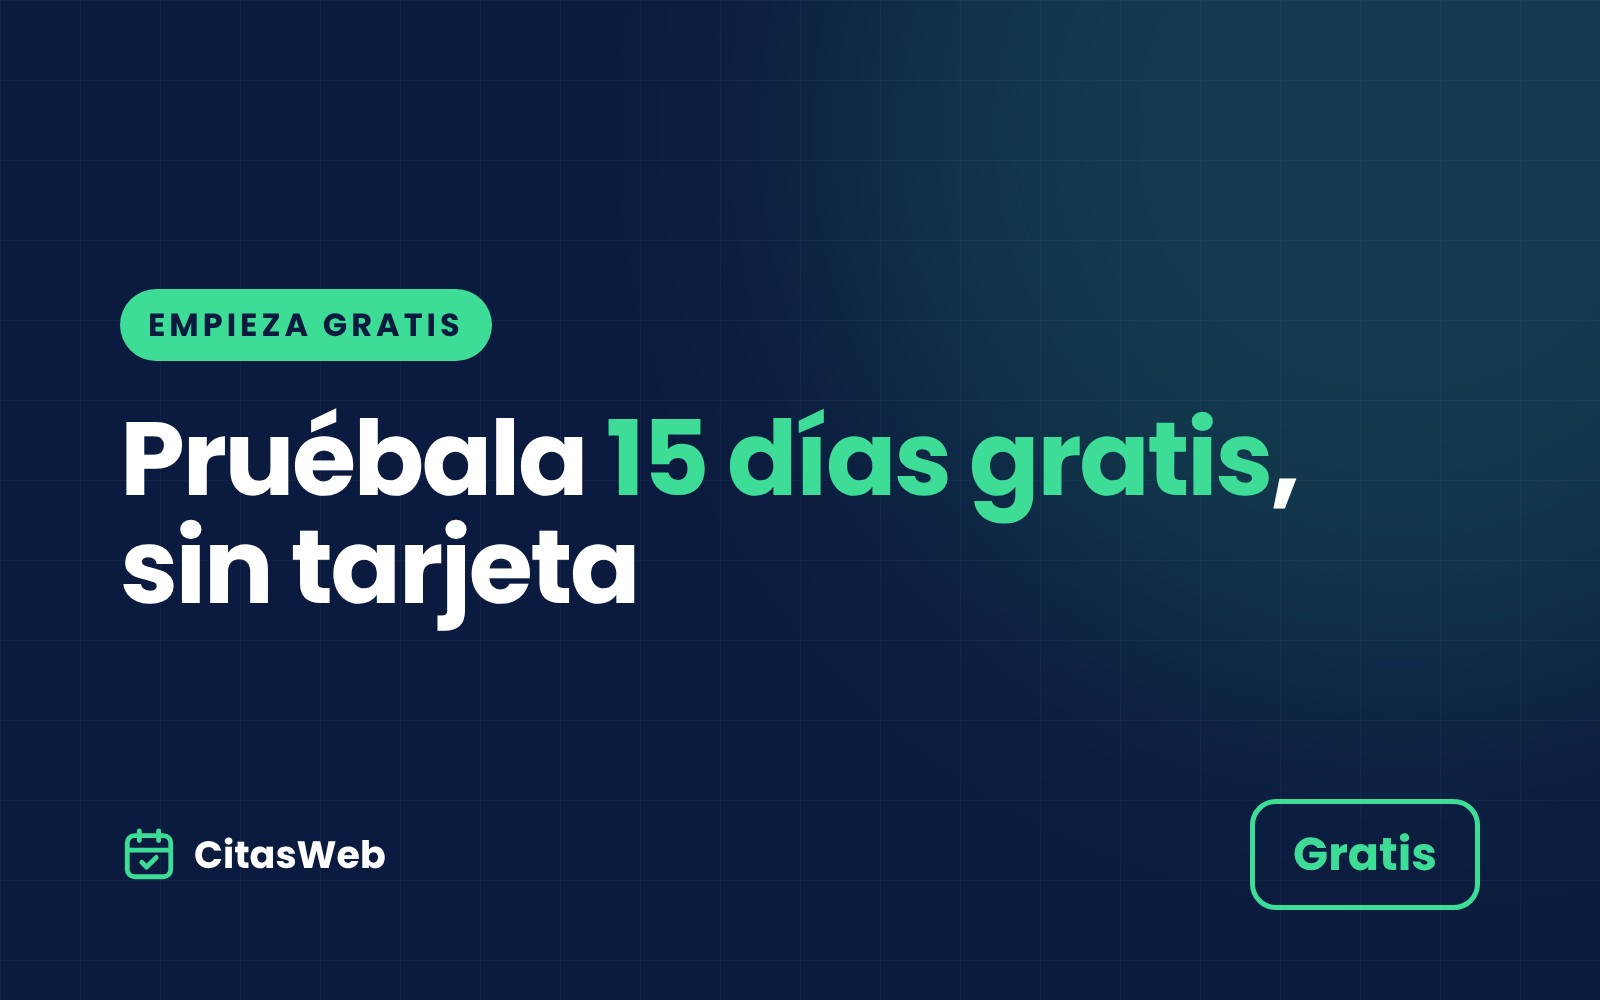 EMPIEZA GRATIS
Pruébala 15 días gratis,
sin tarjeta
CitasWeb
Gratis